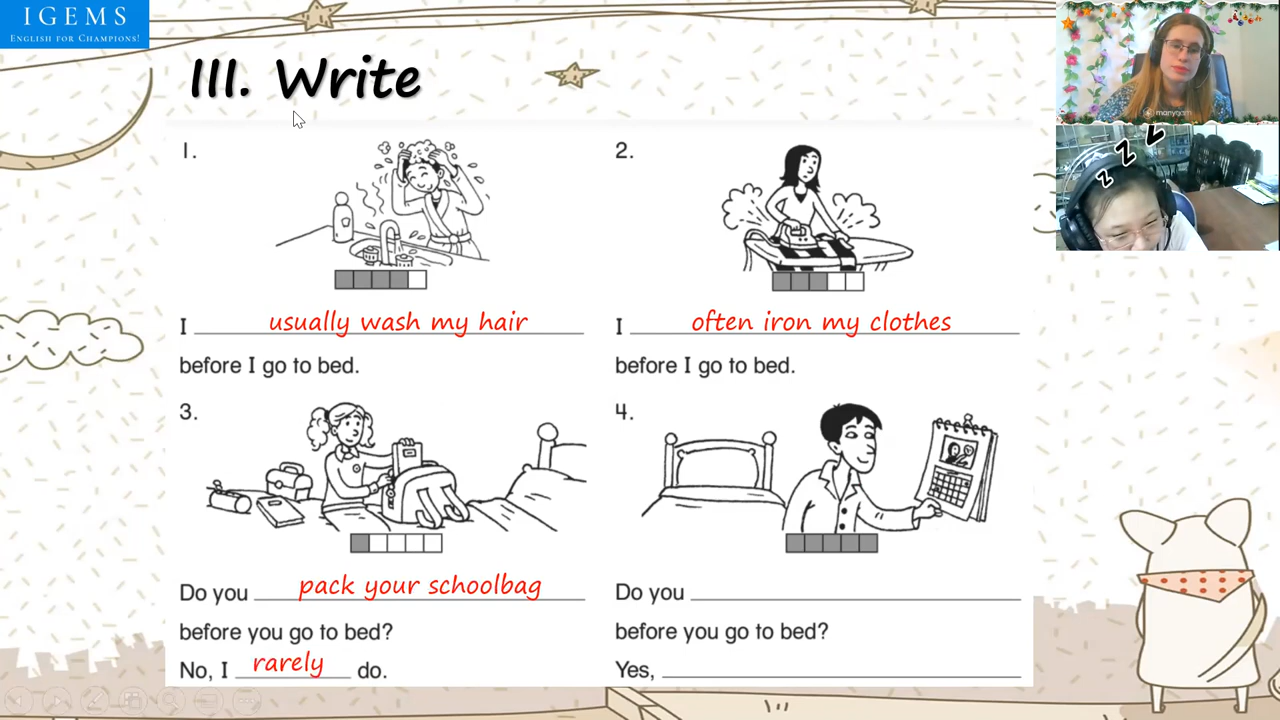 IGEMS
ENGLISH FOR CHAMPIONS!
III. Write
manycam
z z z
1.
I usually wash my hair
before I go to bed.
2.
I often iron my clothes
before I go to bed.
3.
Do you pack your schoolbag
before you go to bed?
No, I rarely do.
4.
Do you
before you go to bed?
Yes,